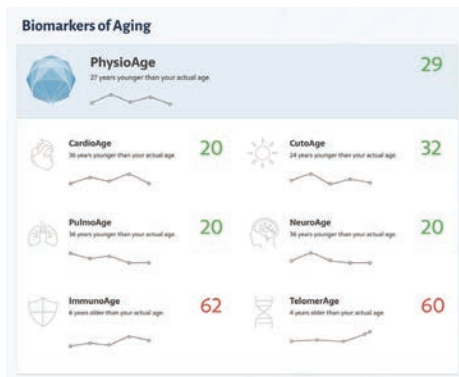 Biomarkers of Aging
PhysioAge
27 years younger than your actual age.
29
CardioAge
36 years younger than your actual age
20
CutoAge
24 years younger than your actual age.
32
PulmoAge
36 years younger than your actual age.
20
NeuroAge
36 years younger than your actual age.
20
ImmunoAge
6 years older than your actual age
62
TelomerAge
4 years older than your actual age
60